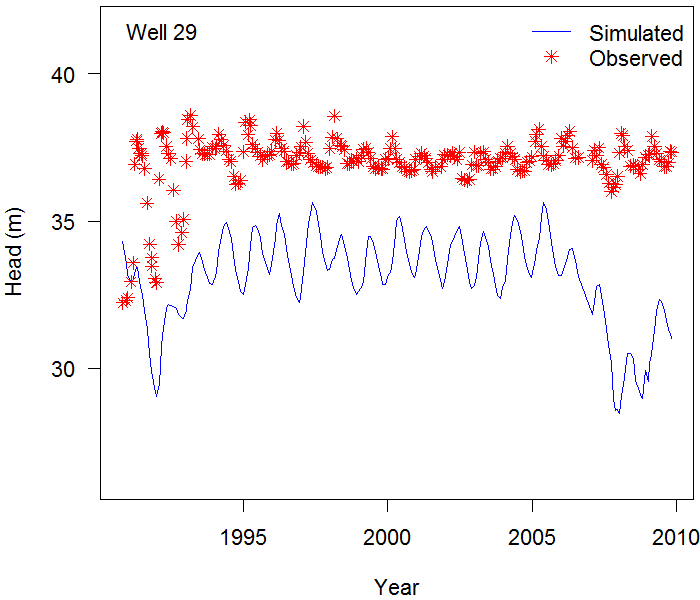 Well 29
Simulated
Observed
40
35
30
Head (m)
1995
2000
2005
2010
Year